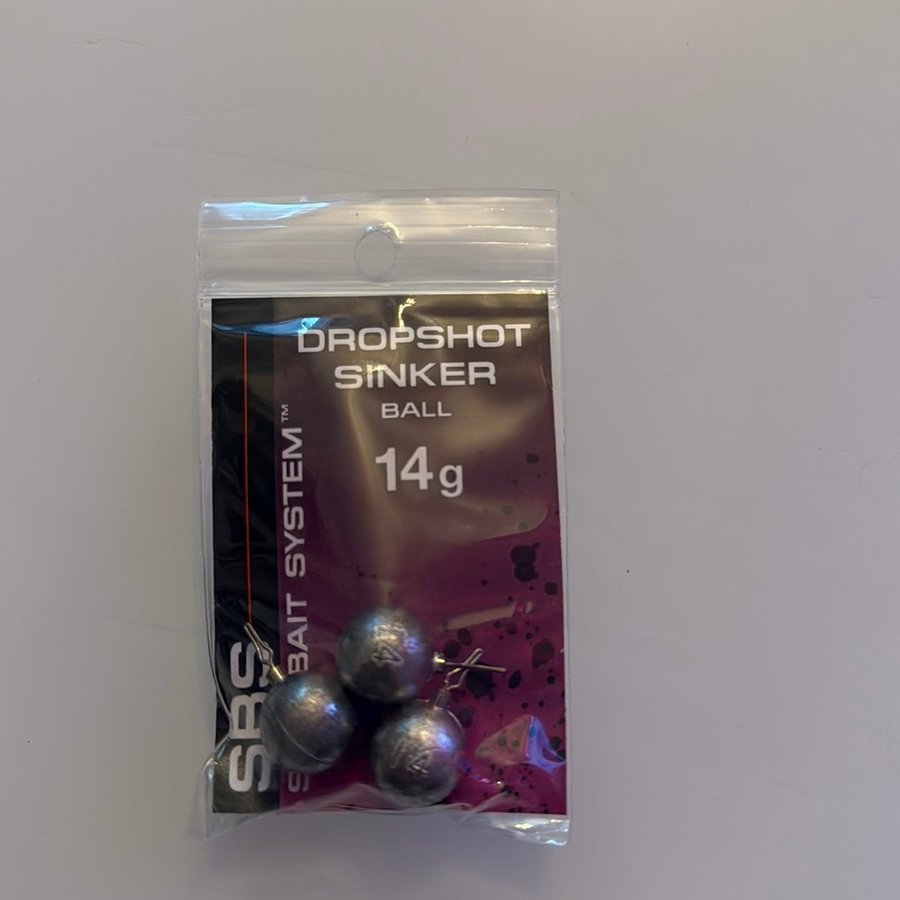 DROPSHOT
SINKER
BALL
14g
SBS
BAIT SYSTEM™